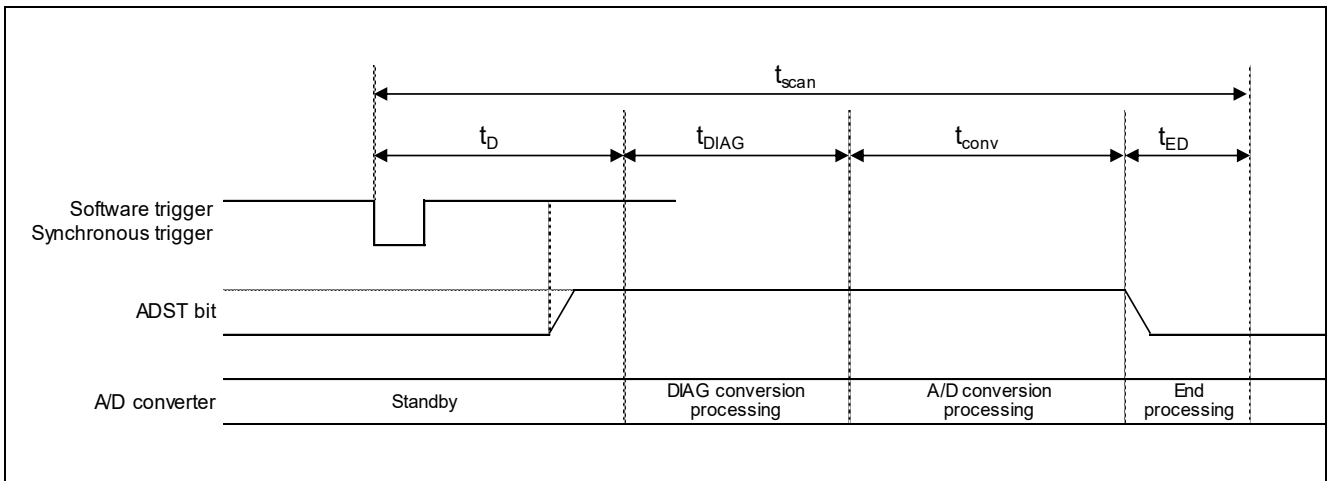 tscan
tD tDIAG tconv tED
Software trigger
Synchronous trigger
ADST bit
A/D converter Standby DIAG conversion processing A/D conversion processing End processing